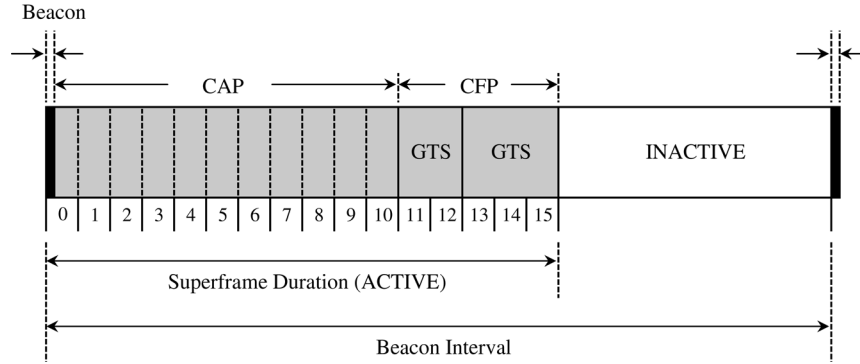 Beacon
CAP CFP
GTS GTS INACTIVE
0 1 2 3 4 5 6 7 8 9 10 11 12 13 14 15
Superframe Duration (ACTIVE)
Beacon Interval